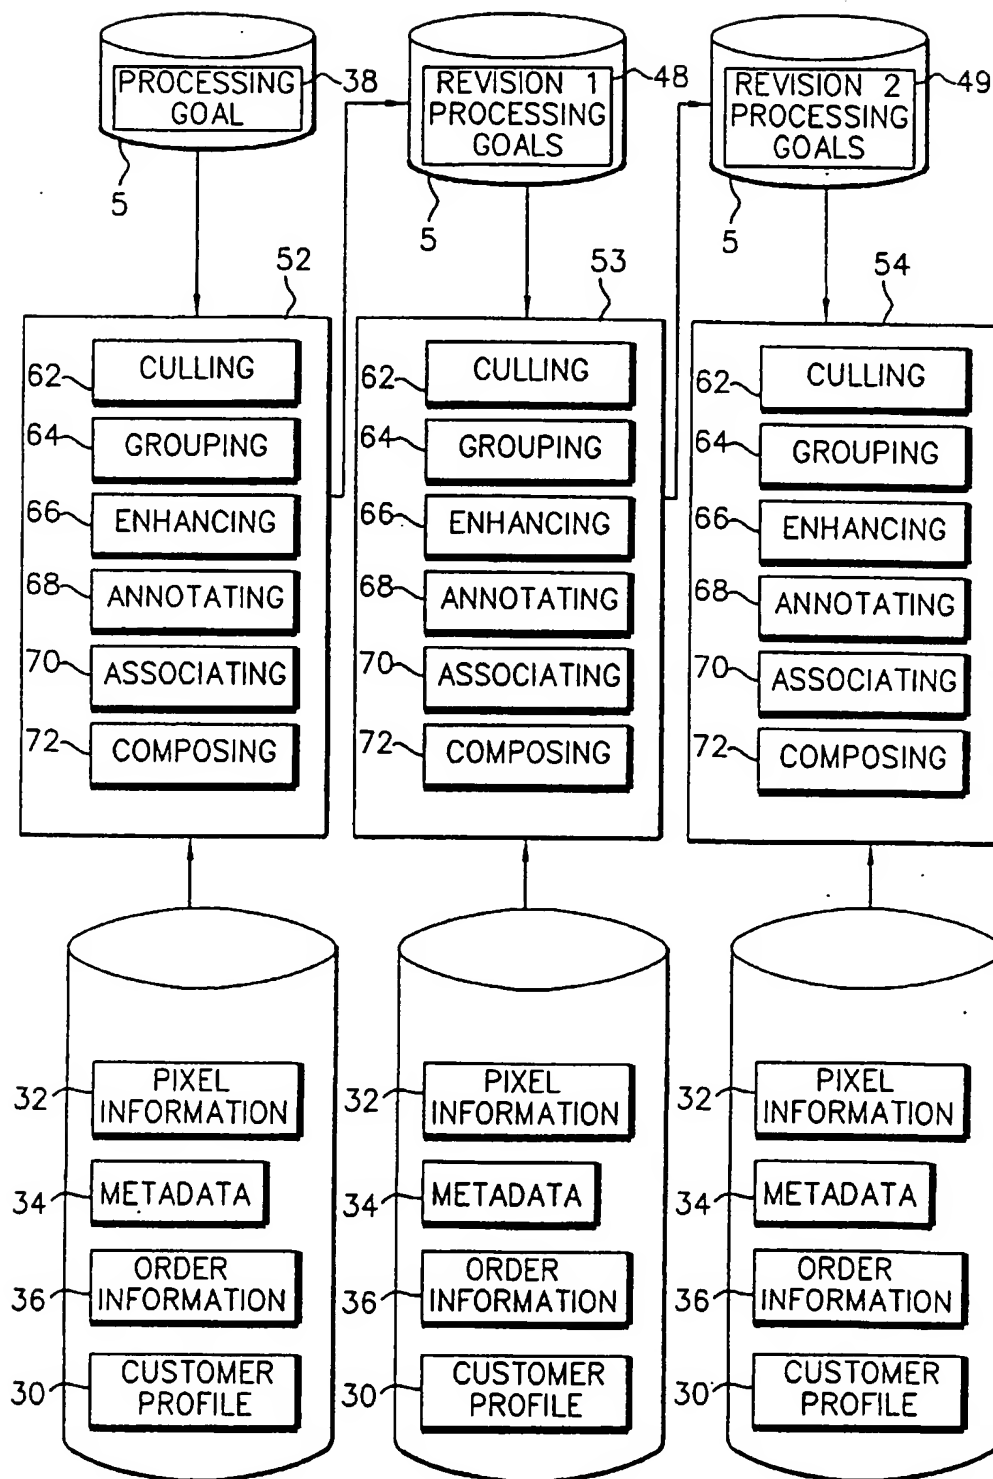 PROCESSING
GOAL
38
5
REVISION 1
PROCESSING
GOALS
48
5
REVISION 2
PROCESSING
GOALS
49
5
52
62 CULLING
64 GROUPING
66 ENHANCING
68 ANNOTATING
70 ASSOCIATING
72 COMPOSING
53
62 CULLING
64 GROUPING
66 ENHANCING
68 ANNOTATING
70 ASSOCIATING
72 COMPOSING
54
62 CULLING
64 GROUPING
66 ENHANCING
68 ANNOTATING
70 ASSOCIATING
72 COMPOSING
32 PIXEL
INFORMATION
34 METADATA
36 ORDER
INFORMATION
30 CUSTOMER
PROFILE
32 PIXEL
INFORMATION
34 METADATA
36 ORDER
INFORMATION
30 CUSTOMER
PROFILE
32 PIXEL
INFORMATION
34 METADATA
36 ORDER
INFORMATION
30 CUSTOMER
PROFILE